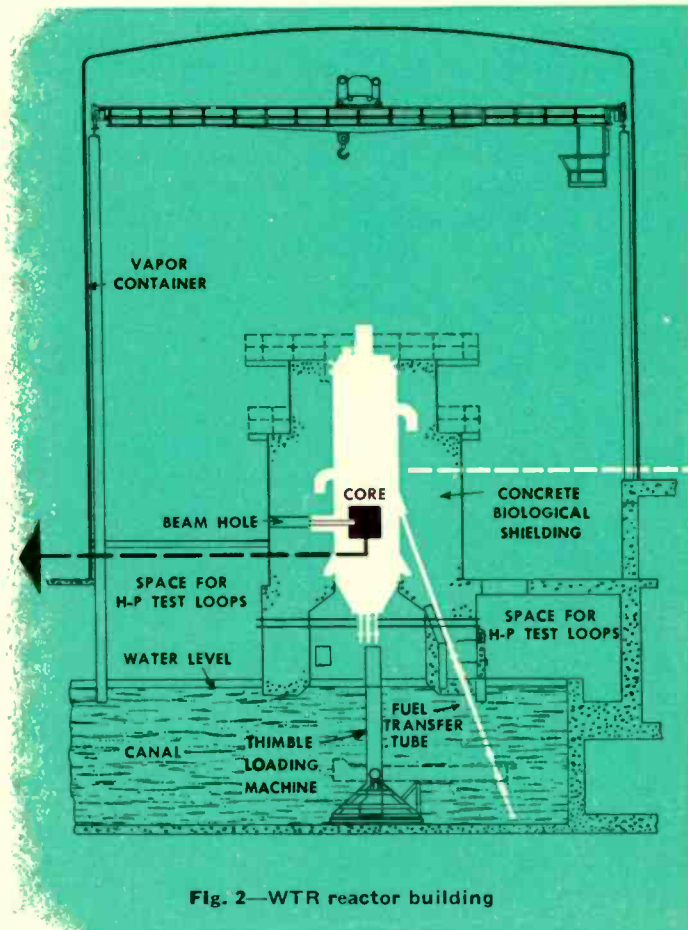 VAPOR
CONTAINER
CORE
BEAM HOLE
CONCRETE
BIOLOGICAL
SHIELDING
SPACE FOR
H-P TEST LOOPS
SPACE FOR
H-P TEST LOOPS
WATER LEVEL
FUEL
TRANSFER
TUBE
CANAL
THIMBLE
LOADING
MACHINE
Fig. 2—WTR reactor building